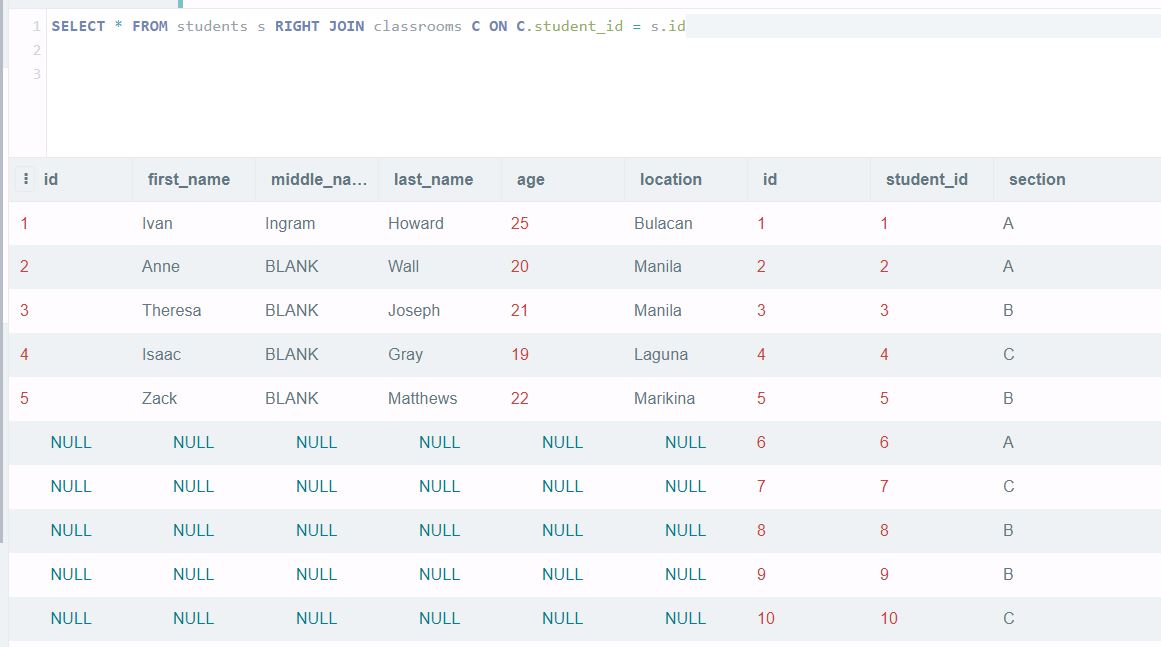 1 SELECT * FROM students s RIGHT JOIN classrooms C ON C.student_id = s.id
2
3
id first_name middle_na... last_name age location id student_id section
1 Ivan Ingram Howard 25 Bulacan 1 1 A
2 Anne BLANK Wall 20 Manila 2 2 A
3 Theresa BLANK Joseph 21 Manila 3 3 B
4 Isaac BLANK Gray 19 Laguna 4 4 C
5 Zack BLANK Matthews 22 Marikina 5 5 B
NULL NULL NULL NULL NULL NULL 6 6 A
NULL NULL NULL NULL NULL NULL 7 7 C
NULL NULL NULL NULL NULL NULL 8 8 B
NULL NULL NULL NULL NULL NULL 9 9 B
NULL NULL NULL NULL NULL NULL 10 10 C